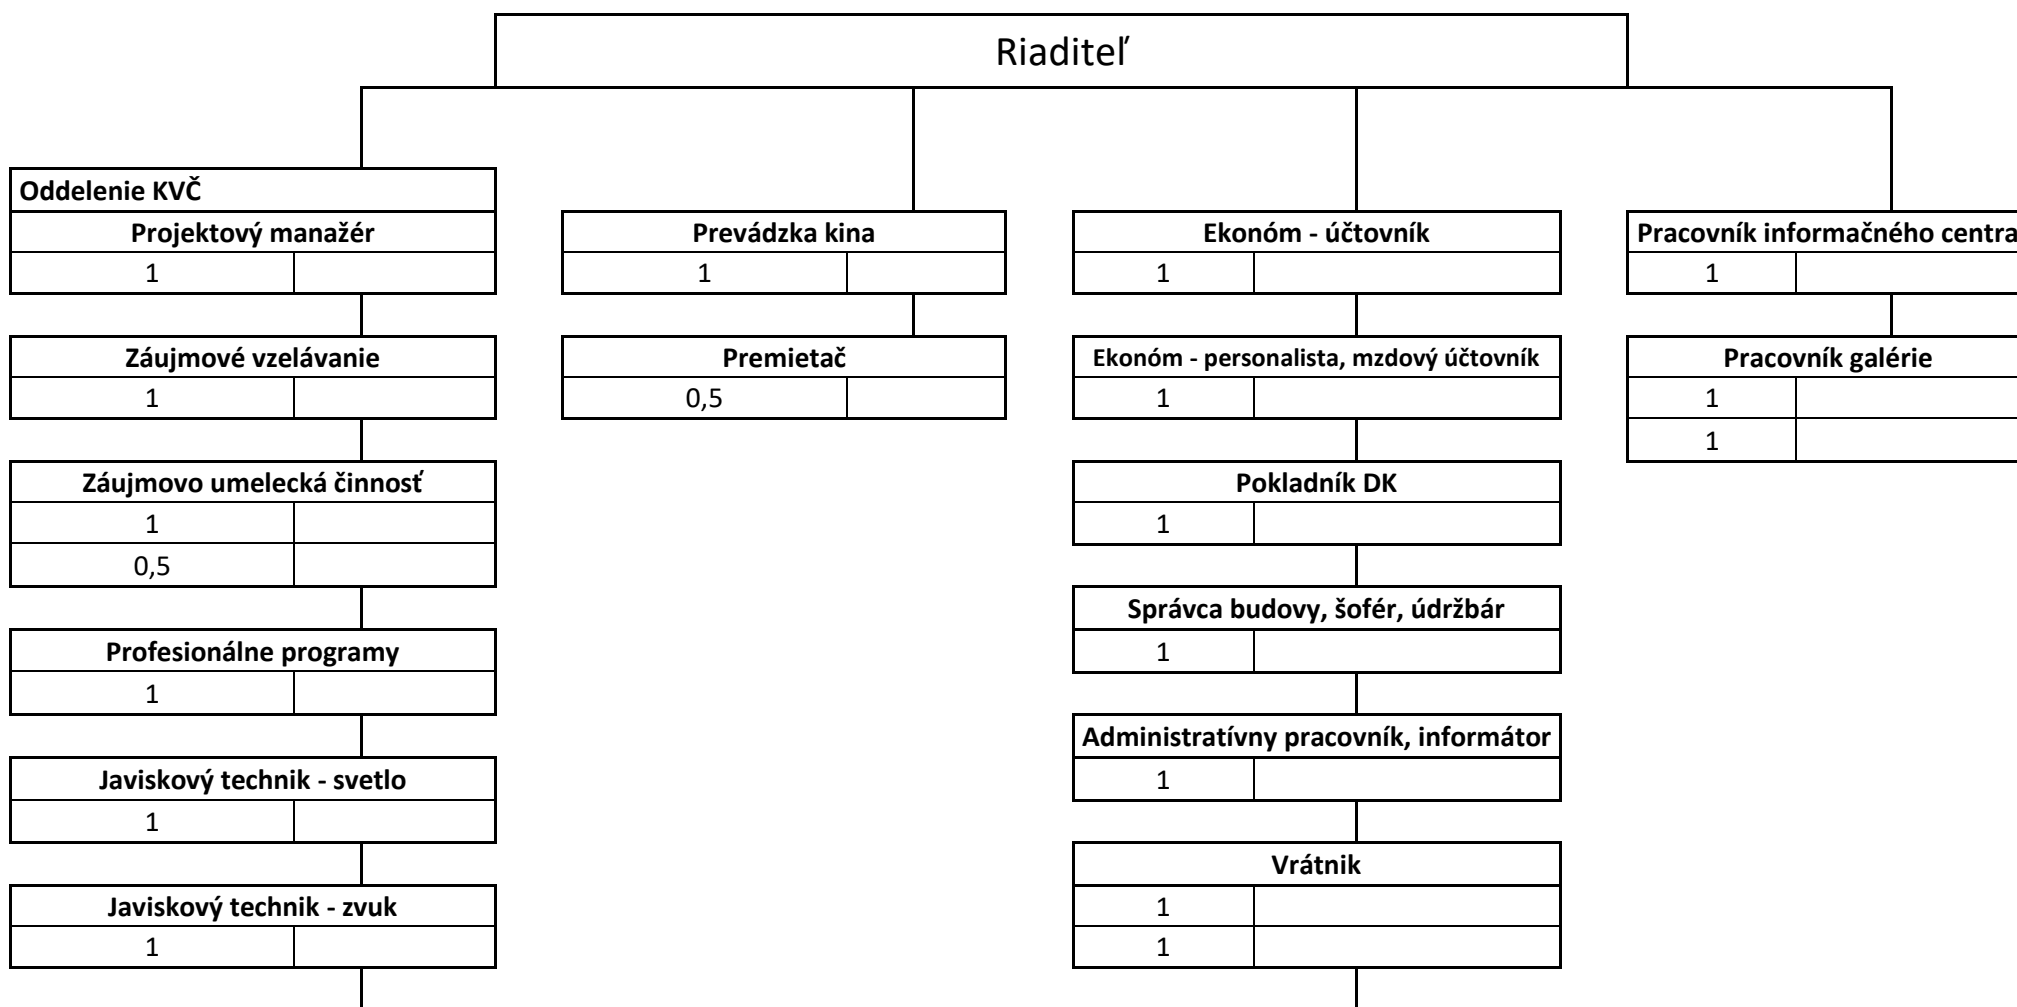 Riaditeľ
Oddelenie KVČ
Projektový manažér
1
Záujmové vzelávanie
1
Záujmovo umelecká činnosť
1
0,5
Profesionálne programy
1
Javiskový technik - svetlo
1
Javiskový technik - zvuk
1
Prevádzka kina
1
Premietač
0,5
Ekonóm - účtovník
1
Ekonóm - personalista, mzdový účtovník
1
Pokladník DK
1
Správca budovy, šofér, údržbár
1
Administratívny pracovník, informátor
1
Vrátnik
1
1
Pracovník informačného centra
1
Pracovník galérie
1
1